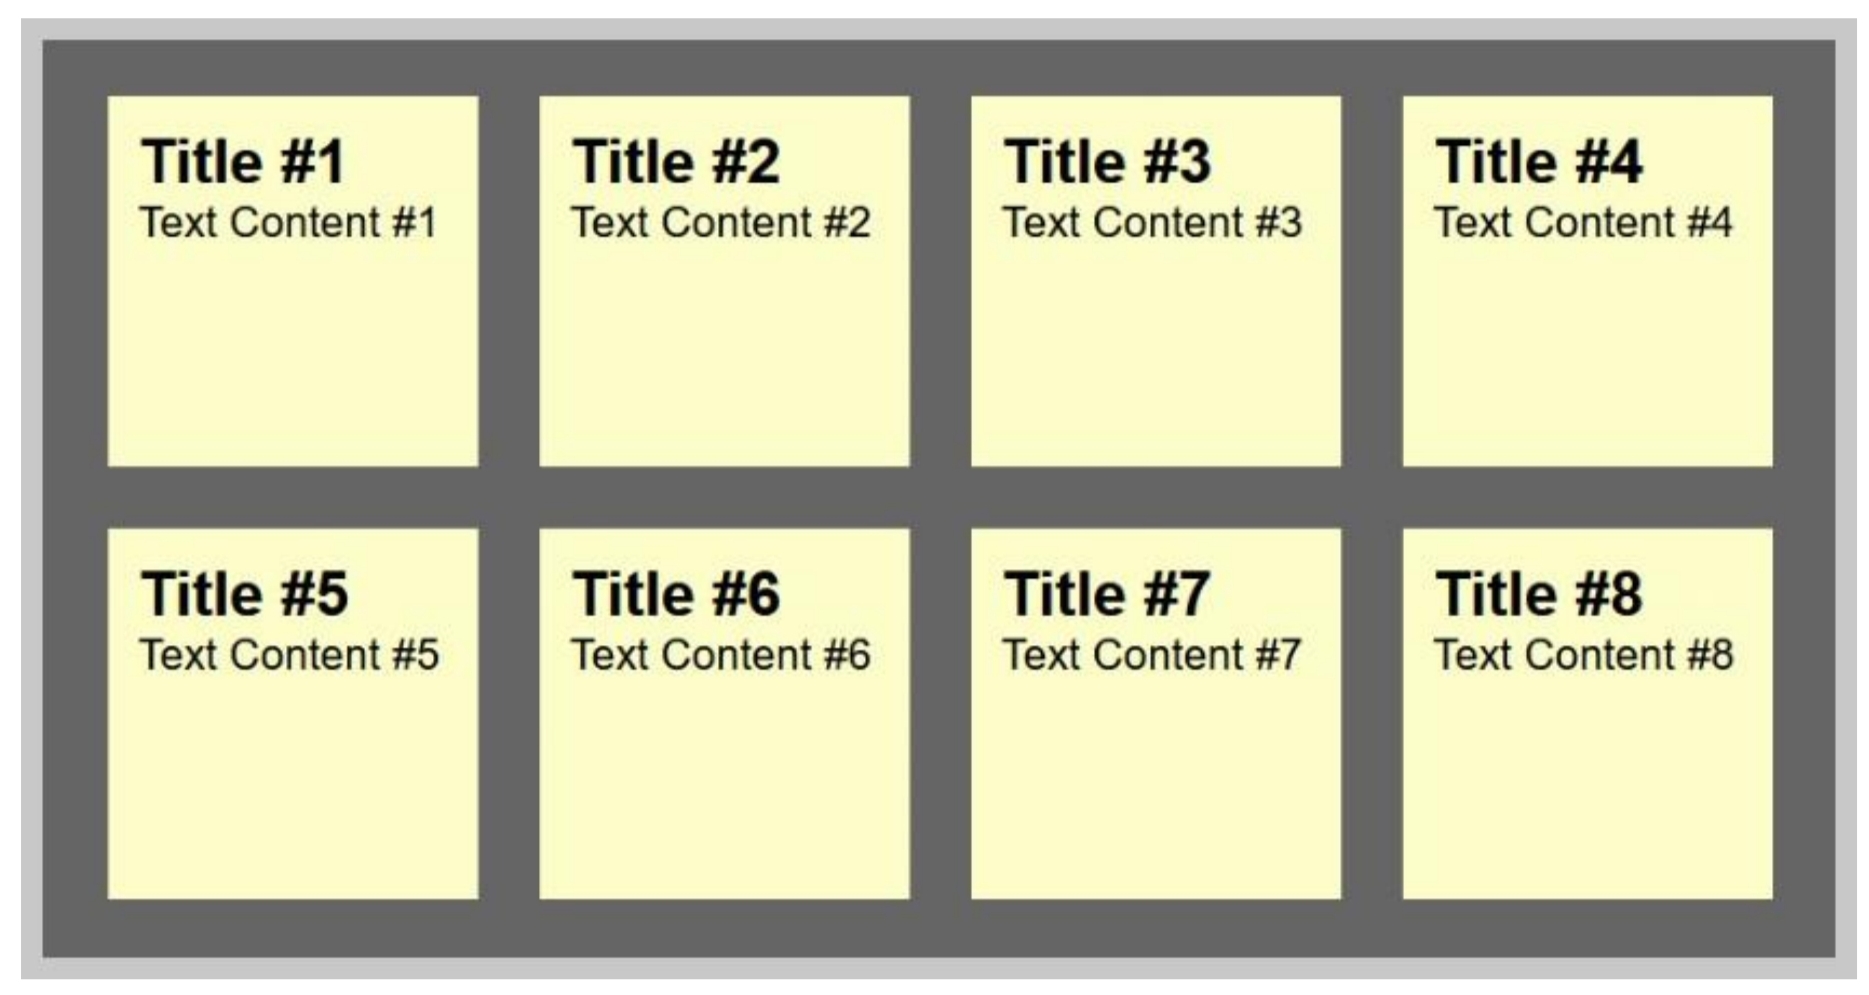 Title #1
Text Content #1
Title #2
Text Content #2
Title #3
Text Content #3
Title #4
Text Content #4
Title #5
Text Content #5
Title #6
Text Content #6
Title #7
Text Content #7
Title #8
Text Content #8